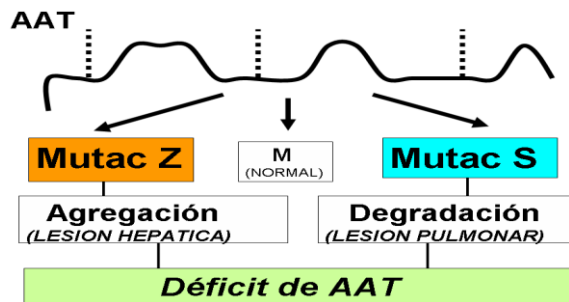 AAT
Mutac Z
M
(NORMAL)
Mutac S
Agregación
(LESION HEPATICA)
Degradación
(LESION PULMONAR)
Déficit de AAT